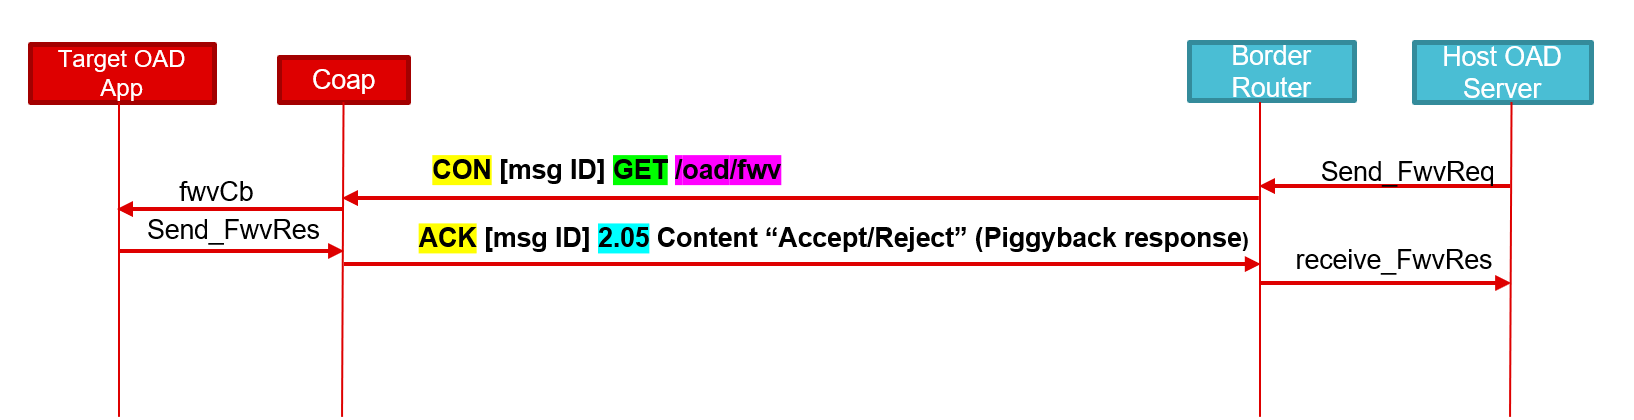 Target OAD
App
Coap
Border
Router
Host OAD
Server
CON [msg ID] GET /oad/fwv
Send_FwvReq
fwvCb
Send_FwvRes
ACK [msg ID] 2.05 Content “Accept/Reject” (Piggyback response)
receive_FwvRes